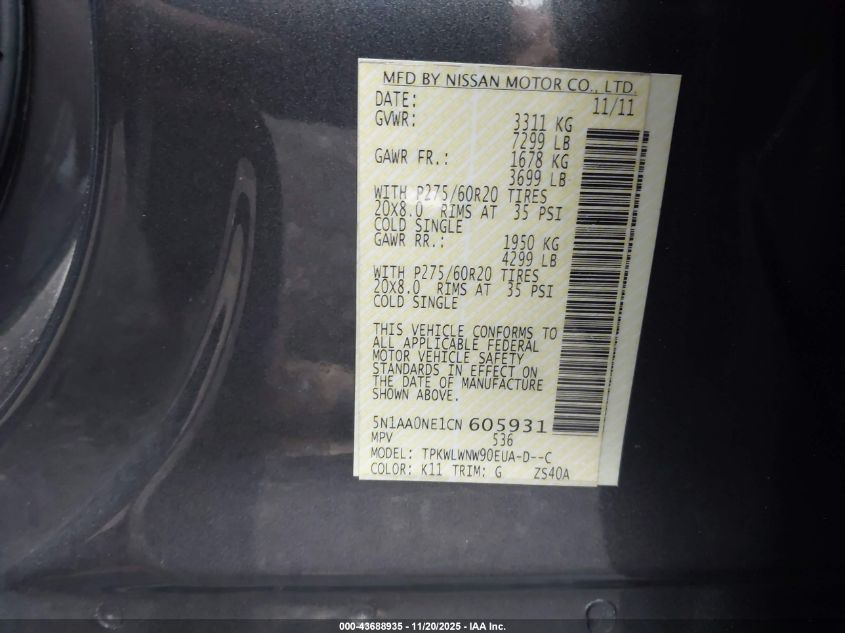 MFD BY NISSAN MOTOR CO., LTD.
DATE: 11/11
GVWR: 3311 KG
7299 LB
GAWR FR.: 1678 KG
3699 LB
WITH P275/60R20 TIRES
20X8.0 RIMS AT 35 PSI
COLD SINGLE
GAWR RR.: 1950 KG
4299 LB
WITH P275/60R20 TIRES
20X8.0 RIMS AT 35 PSI
COLD SINGLE
THIS VEHICLE CONFORMS TO
ALL APPLICABLE FEDERAL
MOTOR VEHICLE SAFETY
STANDARDS IN EFFECT ON
THE DATE OF MANUFACTURE
SHOWN ABOVE.
5N1AA0NE1CN 605931
MPV 536
MODEL: TPKWLWNW90EUA-D--C
COLOR: K11 TRIM: G ZS40A
000-43688935 - 11/20/2025 - IAA Inc.